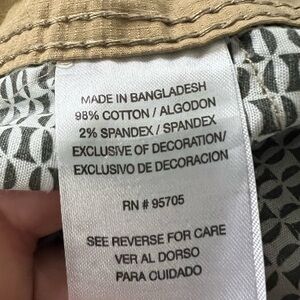 MADE IN BANGLADESH
98% COTTON / ALGODON
2% SPANDEX / SPANDEX
EXCLUSIVE OF DECORATION/
EXCLUSIVO DE DECORACION
RN # 95705
SEE REVERSE FOR CARE
VER AL DORSO
PARA CUIDADO